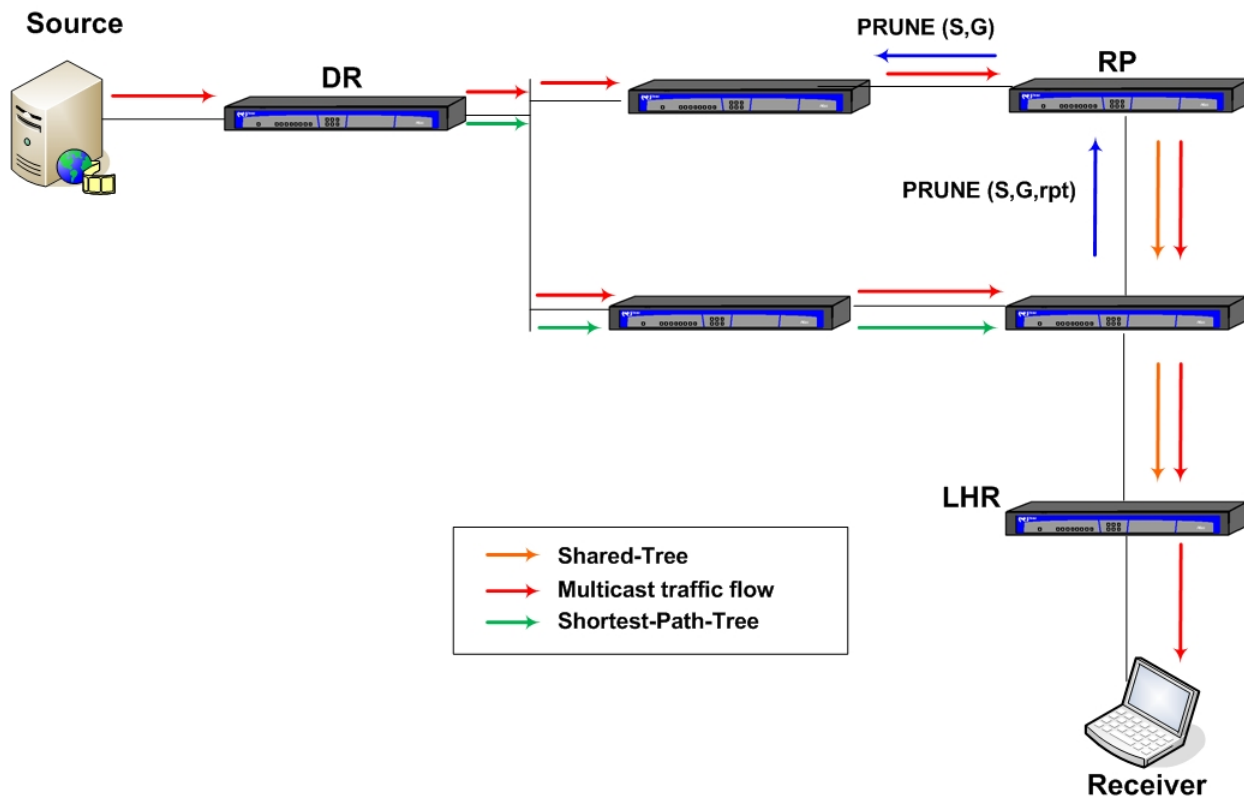 Source
DR
PRUNE (S,G)
RP
PRUNE (S,G,rpt)
LHR
Shared-Tree
Multicast traffic flow
Shortest-Path-Tree
Receiver